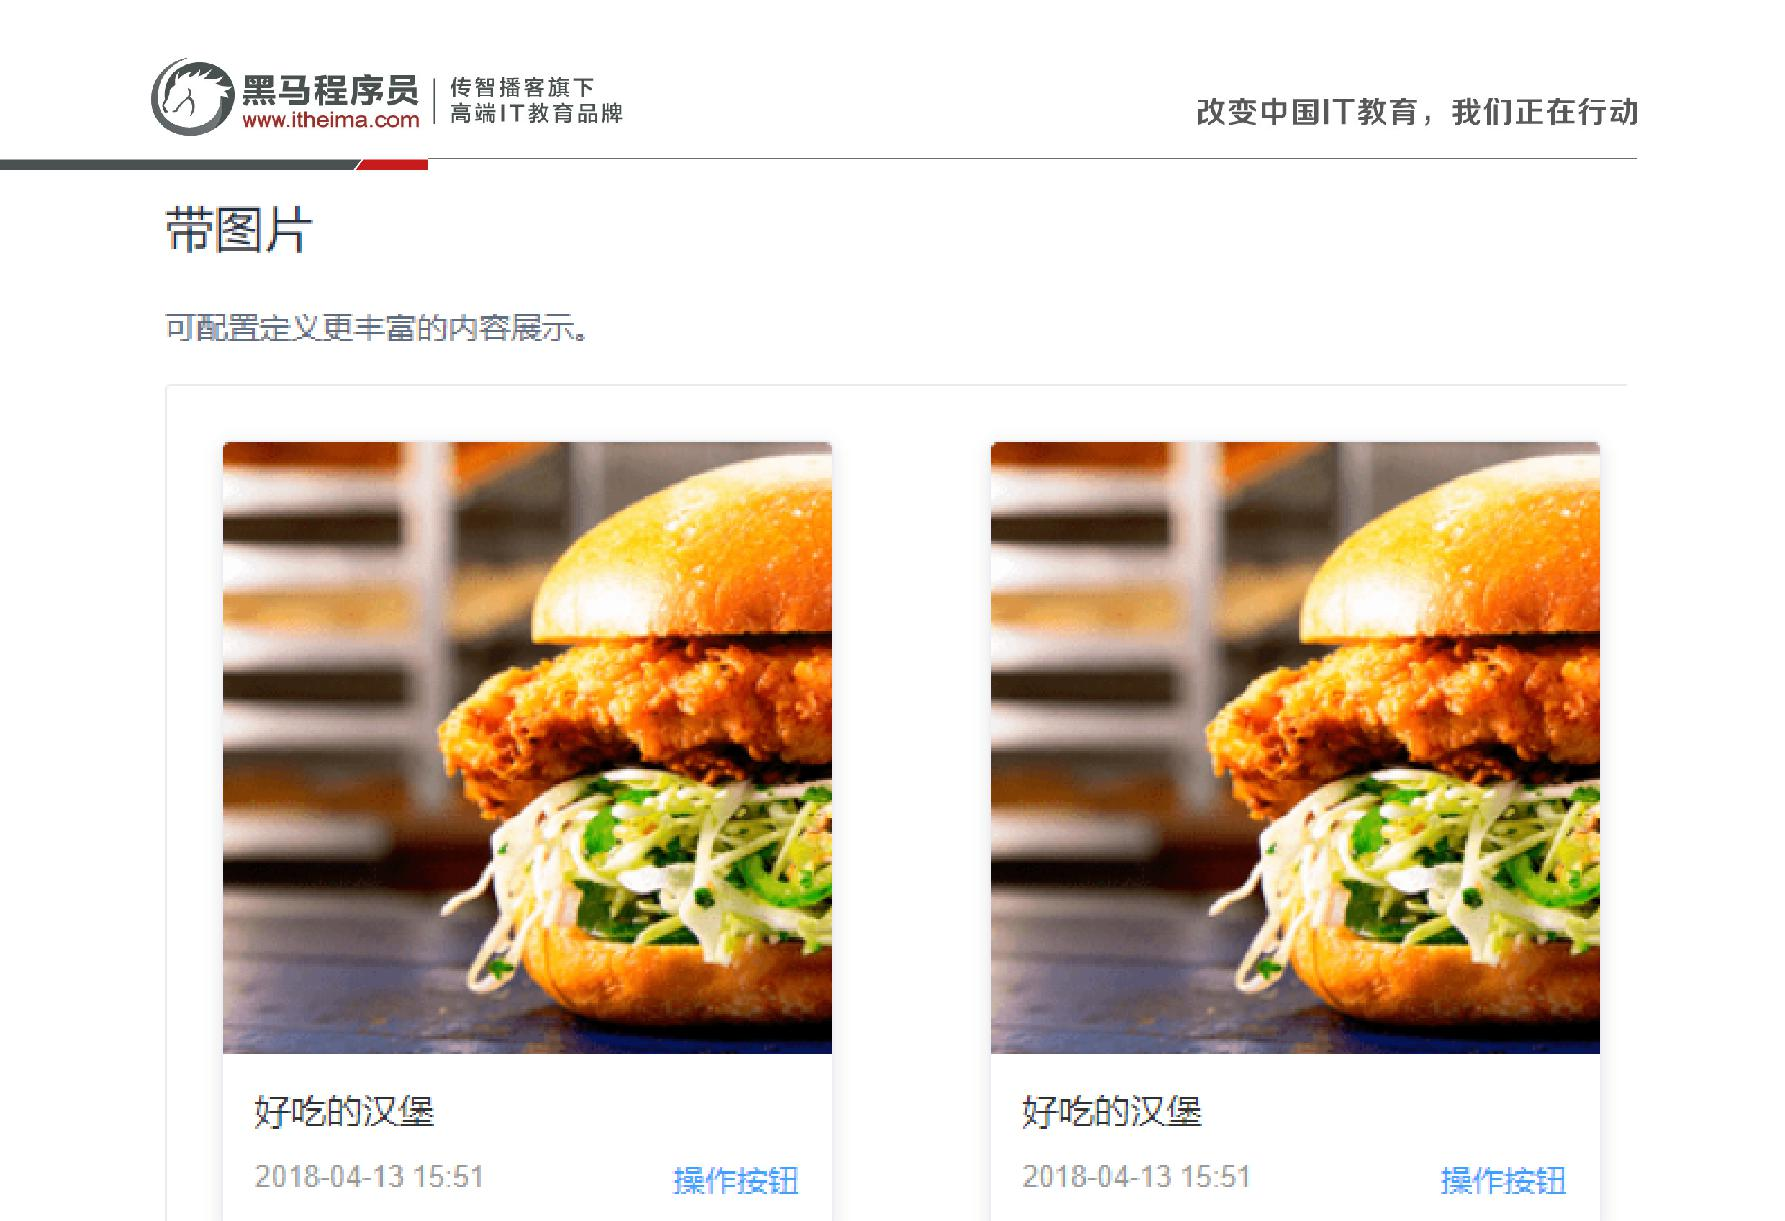 黑马程序员
www.itheima.com
传智播客旗下
高端IT教育品牌
改变中国IT教育，我们正在行动
带图片
可配置定义更丰富的内容展示。
好吃的汉堡
2018-04-13 15:51
操作按钮
好吃的汉堡
2018-04-13 15:51
操作按钮